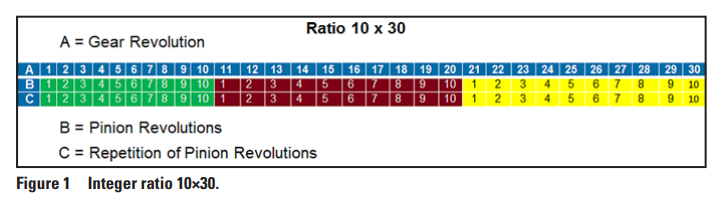 Ratio 10 x 30
A = Gear Revolution
A 1 2 3 4 5 6 7 8 9 10 11 12 13 14 15 16 17 18 19 20 21 22 23 24 25 26 27 28 29 30
B 1 2 3 4 5 6 7 8 9 10 1 2 3 4 5 6 7 8 9 10 1 2 3 4 5 6 7 8 9 10
C 1 2 3 4 5 6 7 8 9 10 1 2 3 4 5 6 7 8 9 10 1 2 3 4 5 6 7 8 9 10
B = Pinion Revolutions
C = Repetition of Pinion Revolutions
Figure 1 Integer ratio 10×30.